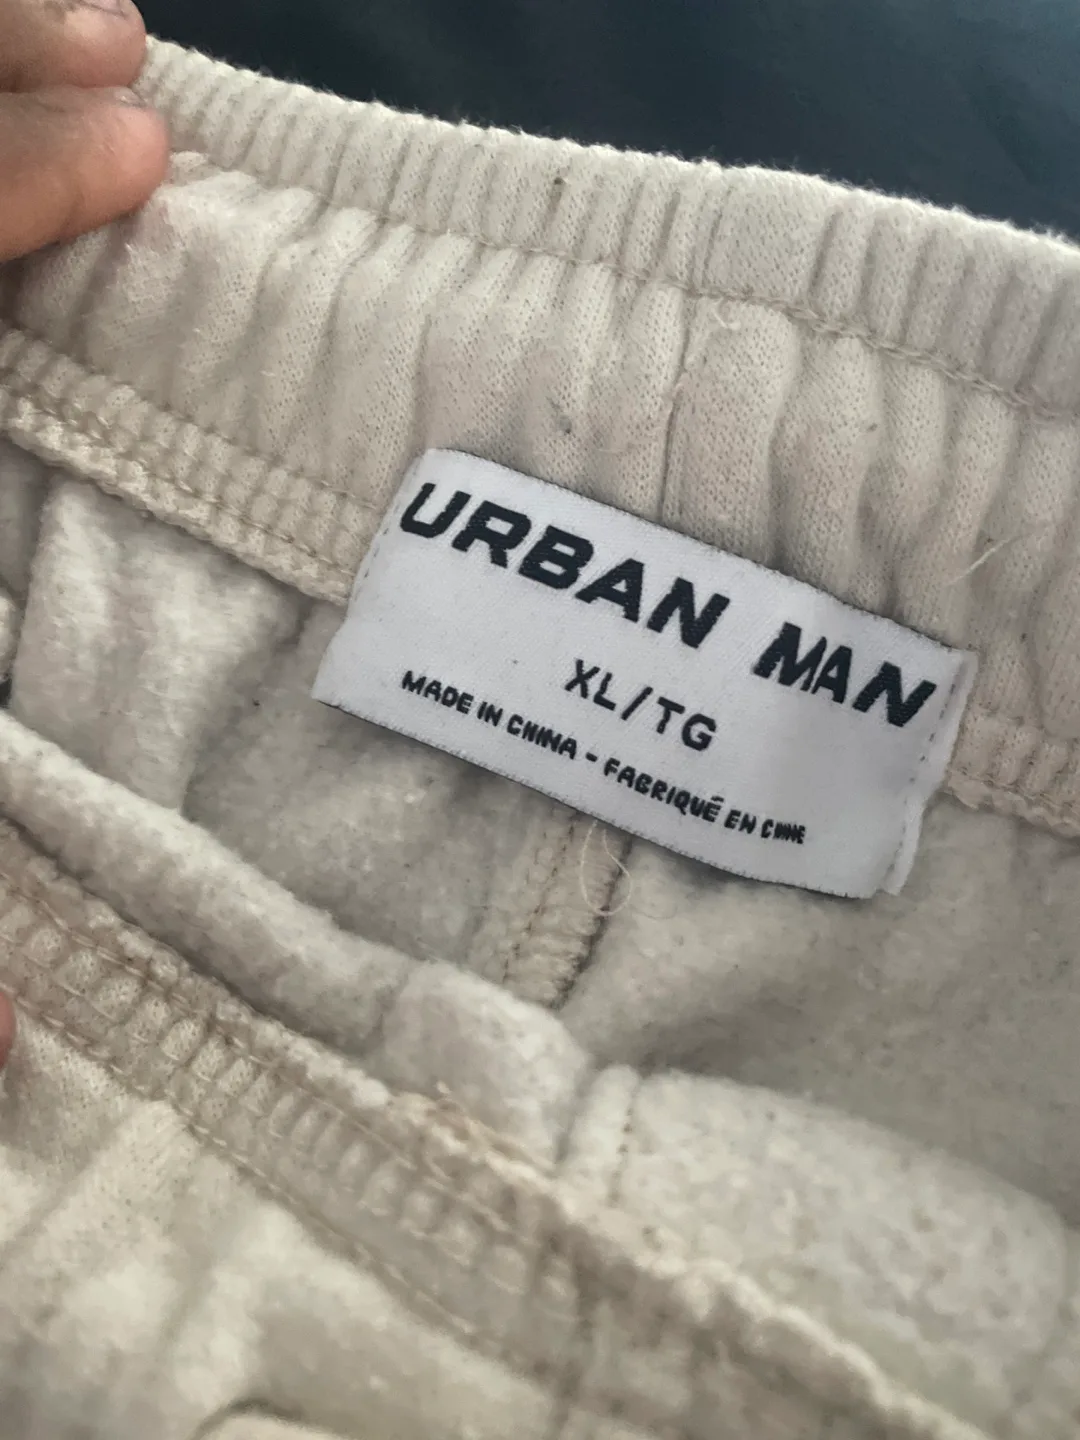 URBAN MAN
XL/TG
MADE IN CHINA - FABRIQUÉ EN CHINE